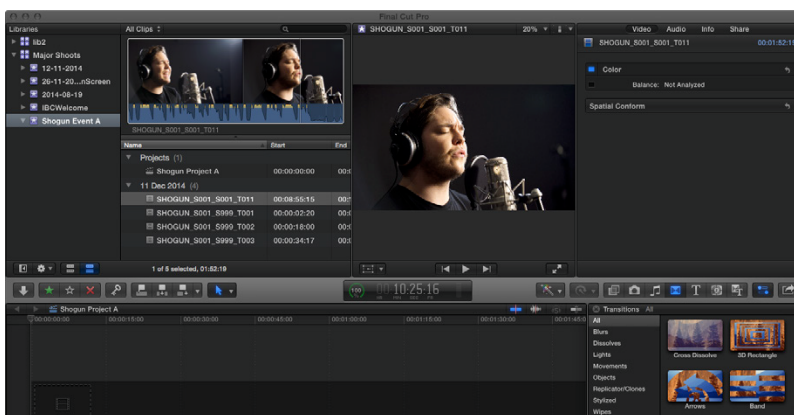 Final Cut Pro
Libraries
All Clips
SHOGUN_S001_S001_T011
20%
Video Audio Info Share
lib2
Major Shoots
12-11-2014
26-11-20...nScreen
2014-08-19
IBCWelcome
Shogun Event A
SHOGUN_S001_S001_T011
00:01:52:19
Color
Balance: Not Analyzed
Spatial Conform
SHOGUN_S001_S001_T011
Name Start End
Projects (1)
Shogun Project A 00:00:00:00
11 Dec 2014 (4)
SHOGUN_S001_S001_T011 00:08:55:15
SHOGUN_S001_S999_T001 00:00:02:20
SHOGUN_S001_S999_T002 00:00:18:00
SHOGUN_S001_S999_T003 00:00:34:17
1 of 5 selected, 01:52:19
100
10:25:16
Shogun Project A
00:00:00:00 00:00:15:00 00:00:30:00 00:00:45:00 00:01:00:00 00:01:15:00 00:01:30:00
Transitions All
All
Blurs
Dissolves
Lights
Movements
Objects
Replicator/Clones
Stylized
Wipes
Cross Dissolve
3D Rectangle
Arrows
Band